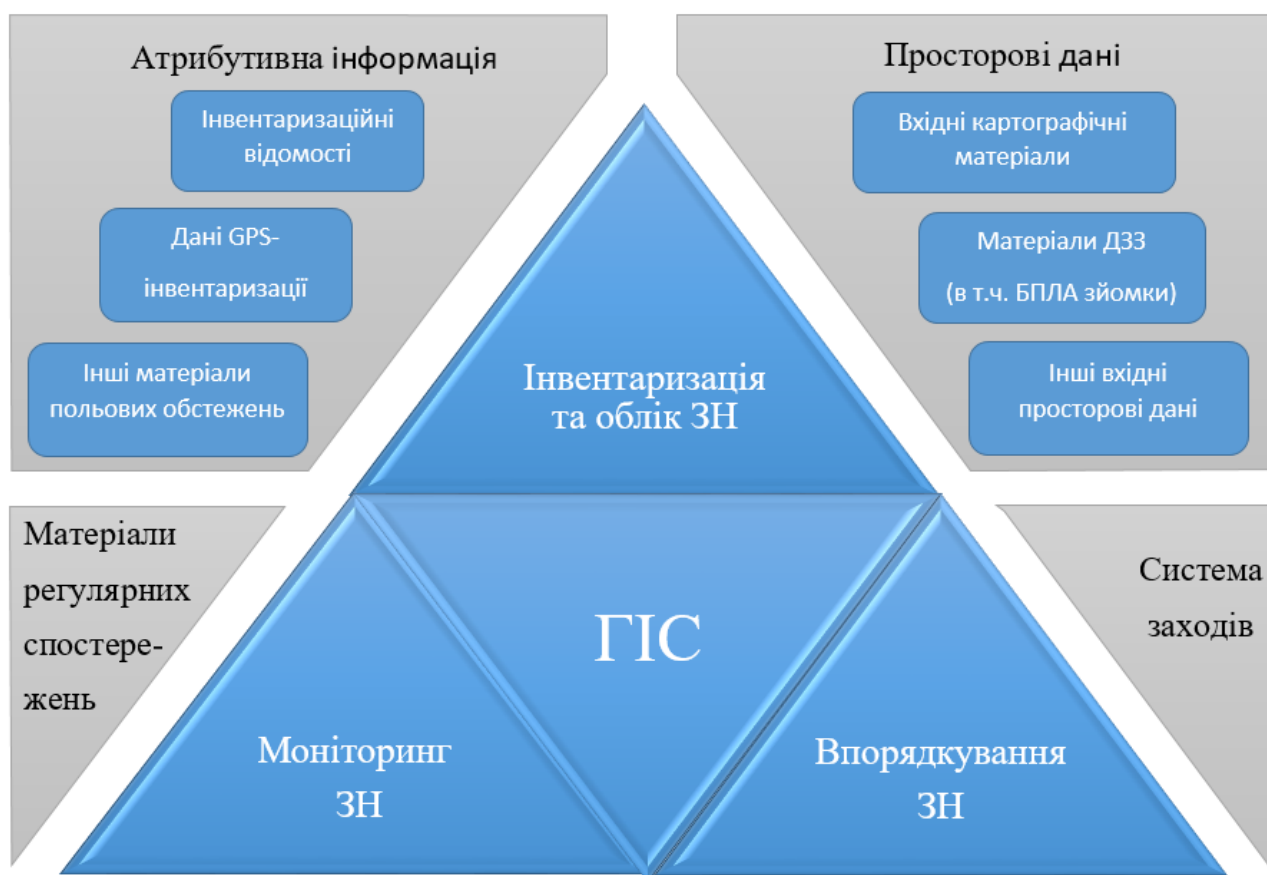 Атрибутивна інформація
Інвентаризаційні
відомості
Дані GPS-
інвентаризації
Інші матеріали
польових обстежень
Просторові дані
Вхідні картографічні
матеріали
Матеріали ДЗЗ
(в т.ч. БПЛА зйомки)
Інші вхідні
просторові дані
Інвентаризація
та облік ЗН
Матеріали
регулярних
спостере-
жень
ГІС
Система
заходів
Моніторинг
ЗН
Впорядкування
ЗН